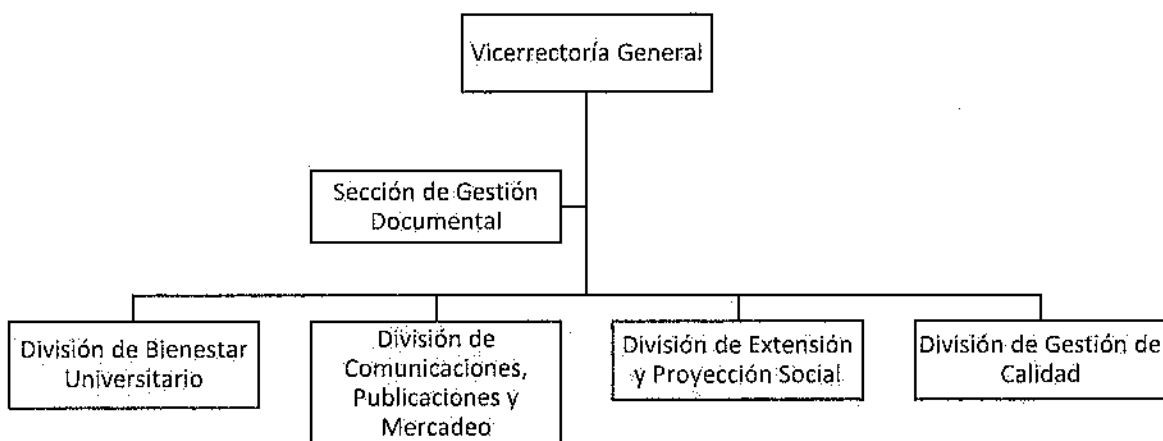 Vicerrectoría General
Sección de Gestión
Documental
División de Bienestar
Universitario
División de
Comunicaciones,
Publicaciones y
Mercadeo
División de Extensión
y Proyección Social
División de Gestión de
Calidad